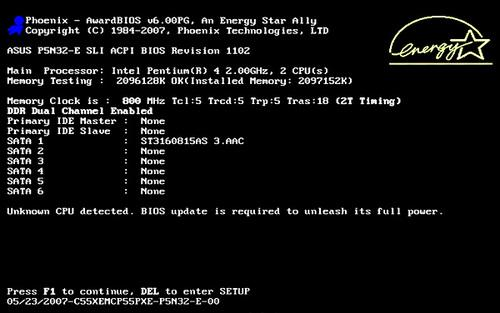 Phoenix - AwardBIOS v6.00PG, An Energy Star Ally
Copyright (C) 1984-2007, Phoenix Technologies, LTD
energy
ASUS P5N32-E SLI ACPI BIOS Revision 1102
Main Processor: Intel Pentium(R) 4 2.00GHz, 2 CPU(s)
Memory Testing : 2096128K OK(Installed Memory: 2097152K)
Memory Clock is : 800 MHz Tcl:5 Trcd:5 Trp:5 Tras:18 (2T Timing)
DDR Dual Channel Enabled
Primary IDE Master : None
Primary IDE Slave : None
SATA 1 : ST3160815AS 3.AAC
SATA 2 : None
SATA 3 : None
SATA 4 : None
SATA 5 : None
SATA 6 : None
Unknown CPU detected. BIOS update is required to unleash its full power.
Press F1 to continue, DEL to enter SETUP
05/23/2007-C55XEMCP55PXE-P5N32-E-00